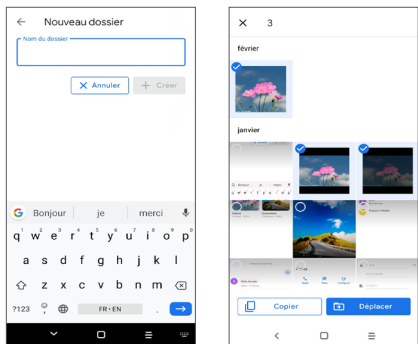 Nouveau dossier
Nom du dossier
Annuler
Créer
Bonjour je merci
q w e r t y u i o p
a s d f g h j k l
z x c v b n m
?123 FR • EN .
3
février
janvier
Copier
Déplacer